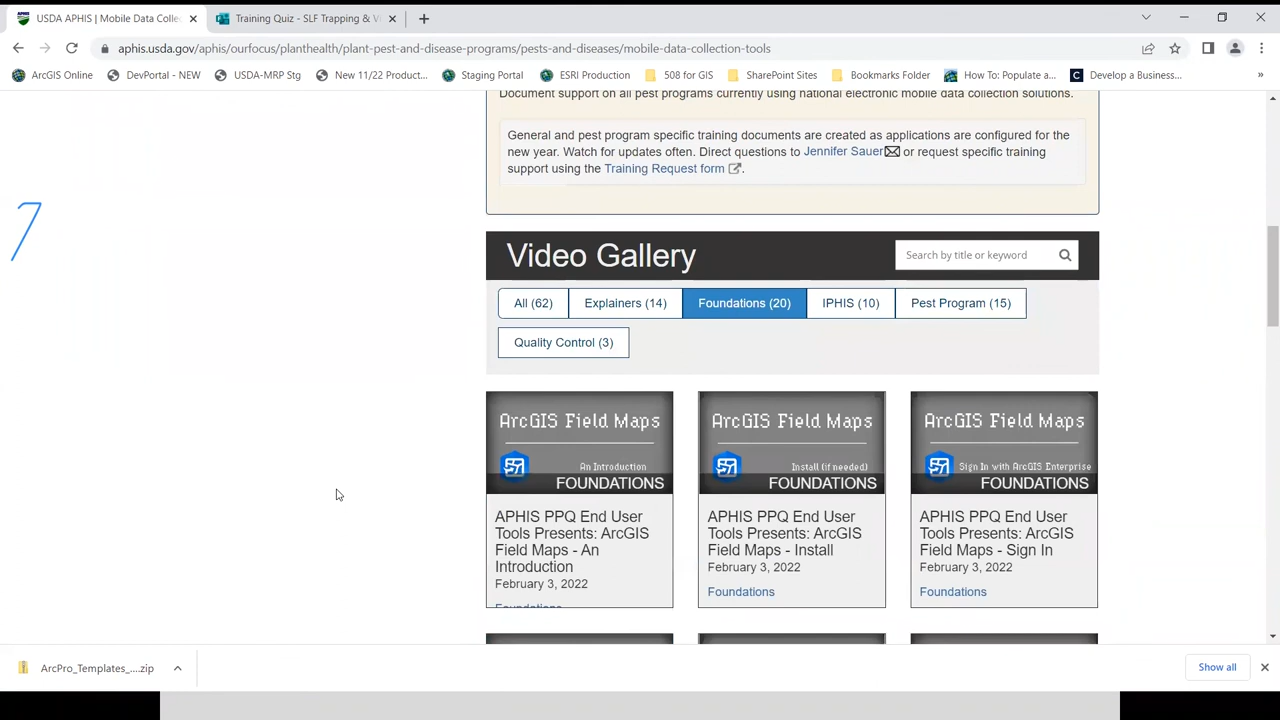 USDA APHIS | Mobile Data Colle
Training Quiz - SLF Trapping & Vi
aphis.usda.gov/aphis/ourfocus/planthealth/plant-pest-and-disease-programs/pests-and-diseases/mobile-data-collection-tools
ArcGIS Online
DevPortal - NEW
USDA-MRP Stg
New 11/22 Product...
Staging Portal
ESRI Production
508 for GIS
SharePoint Sites
Bookmarks Folder
How To: Populate a...
Develop a Business...
»
Document support on all pest programs currently using national electronic mobile data collection solutions.
General and pest program specific training documents are created as applications are configured for the
new year. Watch for updates often. Direct questions to Jennifer Sauer or request specific training
support using the Training Request form .
7
Video Gallery
Search by title or keyword
All (62)
Explainers (14)
Foundations (20)
IPHIS (10)
Pest Program (15)
Quality Control (3)
ArcGIS Field Maps
An Introduction
FOUNDATIONS
APHIS PPQ End User
Tools Presents: ArcGIS
Field Maps - An
Introduction
February 3, 2022
Foundations
ArcGIS Field Maps
Install (if needed)
FOUNDATIONS
APHIS PPQ End User
Tools Presents: ArcGIS
Field Maps - Install
February 3, 2022
Foundations
ArcGIS Field Maps
Sign In with ArcGIS Enterprise
FOUNDATIONS
APHIS PPQ End User
Tools Presents: ArcGIS
Field Maps - Sign In
February 3, 2022
Foundations
ArcPro_Templates_....zip
Show all